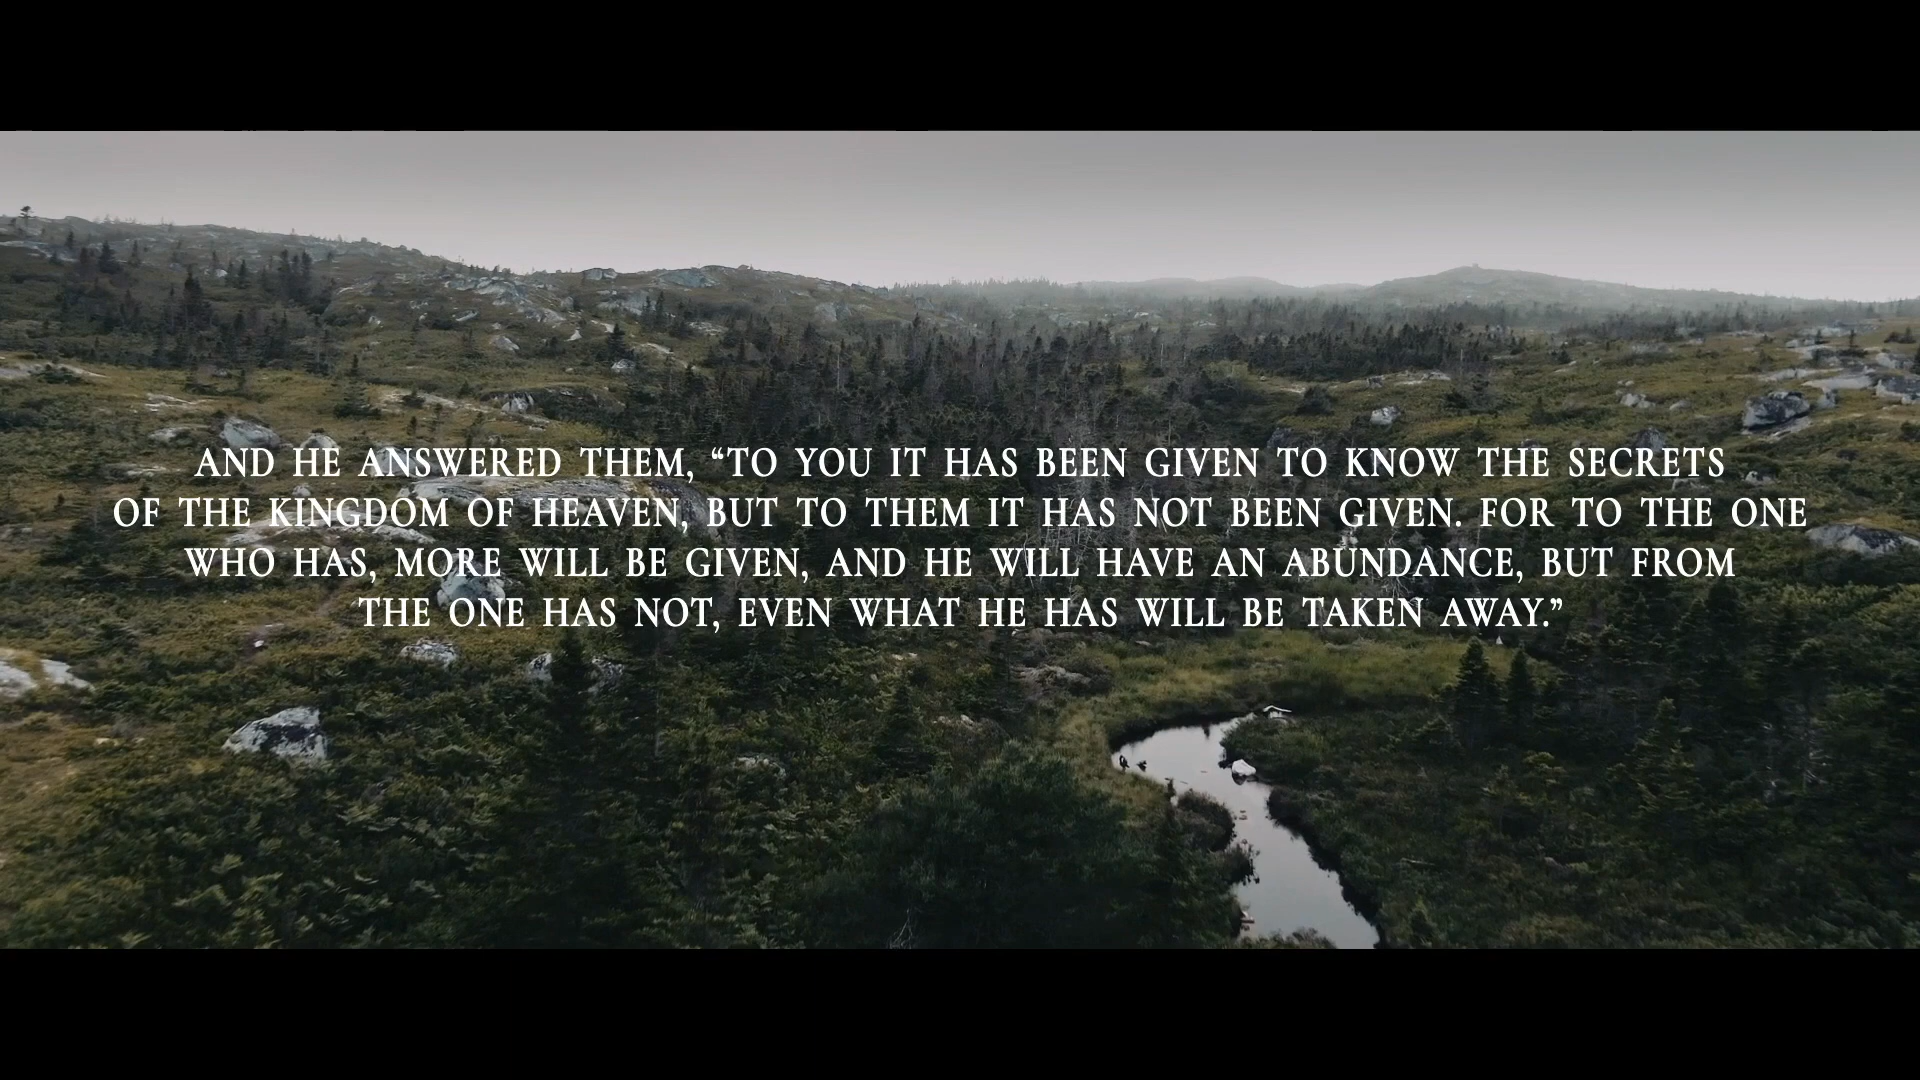 AND HE ANSWERED THEM, “TO YOU IT HAS BEEN GIVEN TO KNOW THE SECRETS
OF THE KINGDOM OF HEAVEN, BUT TO THEM IT HAS NOT BEEN GIVEN. FOR TO THE ONE
WHO HAS, MORE WILL BE GIVEN, AND HE WILL HAVE AN ABUNDANCE, BUT FROM
THE ONE HAS NOT, EVEN WHAT HE HAS WILL BE TAKEN AWAY.”